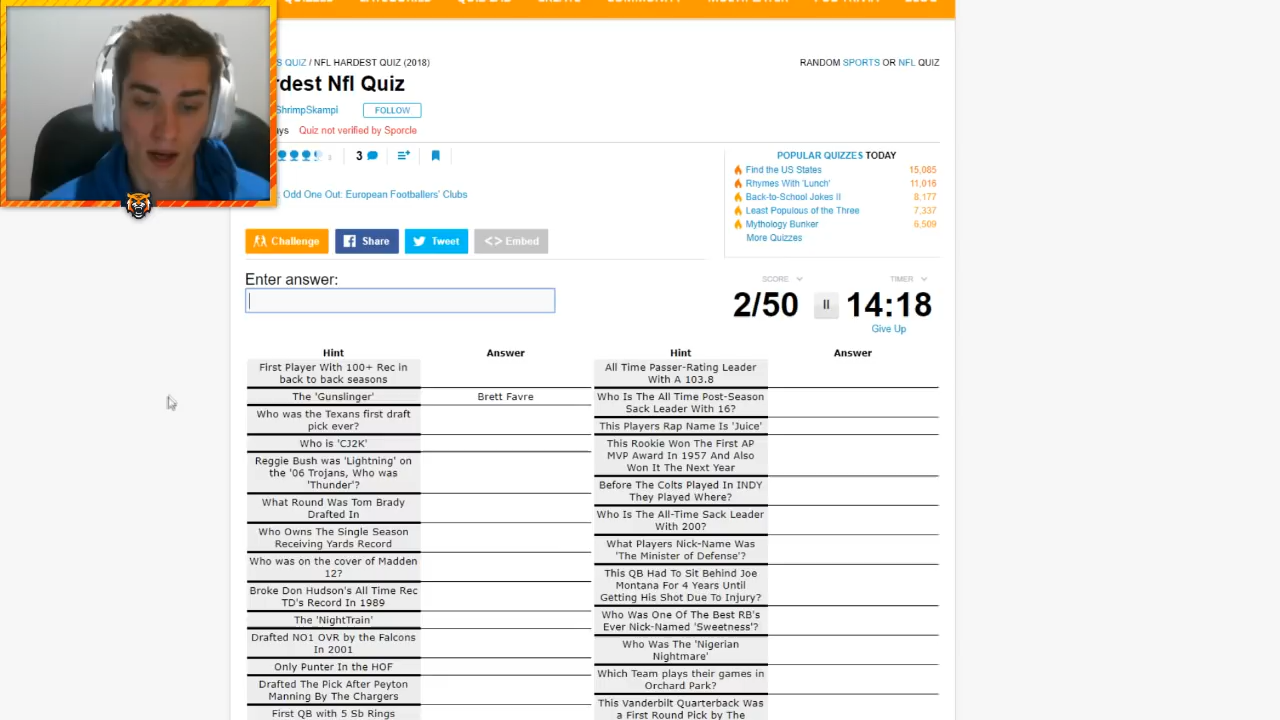 QUIZZES CATEGORIES QUIZ LAB CREATE COMMUNITY MULTIPLAYER PUB TRIVIA BLOG
S QUIZ / NFL HARDEST QUIZ (2018)
RANDOM SPORTS OR NFL QUIZ
rdest Nfl Quiz
ShrimpSkampi
FOLLOW
ays Quiz not verified by Sporcle
3
POPULAR QUIZZES TODAY
Find the US States 15,085
Rhymes With 'Lunch' 11,016
Back-to-School Jokes II 8,177
Least Populous of the Three 7,337
Mythology Bunker 6,509
More Quizzes
Odd One Out: European Footballers' Clubs
Challenge
Share
Tweet
<> Embed
Enter answer:
SCORE
TIMER
2/50
14:18
Give Up
Hint Answer
First Player With 100+ Rec in
back to back seasons
The 'Gunslinger' Brett Favre
Who was the Texans first draft
pick ever?
Who is 'CJ2K'
Reggie Bush was 'Lightning' on
the '06 Trojans, Who was
'Thunder'?
What Round Was Tom Brady
Drafted In
Who Owns The Single Season
Receiving Yards Record
Who was on the cover of Madden
12?
Broke Don Hudson's All Time Rec
TD's Record In 1989
The 'NightTrain'
Drafted NO1 OVR by the Falcons
In 2001
Only Punter In the HOF
Drafted The Pick After Peyton
Manning By The Chargers
First QB with 5 Sb Rings
Hint Answer
All Time Passer-Rating Leader
With A 103.8
Who Is The All Time Post-Season
Sack Leader With 16?
This Players Rap Name Is 'Juice'
This Rookie Won The First AP
MVP Award In 1957 And Also
Won It The Next Year
Before The Colts Played In INDY
They Played Where?
Who Is The All-Time Sack Leader
With 200?
What Players Nick-Name Was
'The Minister of Defense'?
This QB Had To Sit Behind Joe
Montana For 4 Years Until
Getting His Shot Due To Injury?
Who Was One Of The Best RB's
Ever Nick-Named 'Sweetness'?
Who Was The 'Nigerian
Nightmare'
Which Team plays their games in
Orchard Park?
This Vanderbilt Quarterback Was
a First Round Pick by The